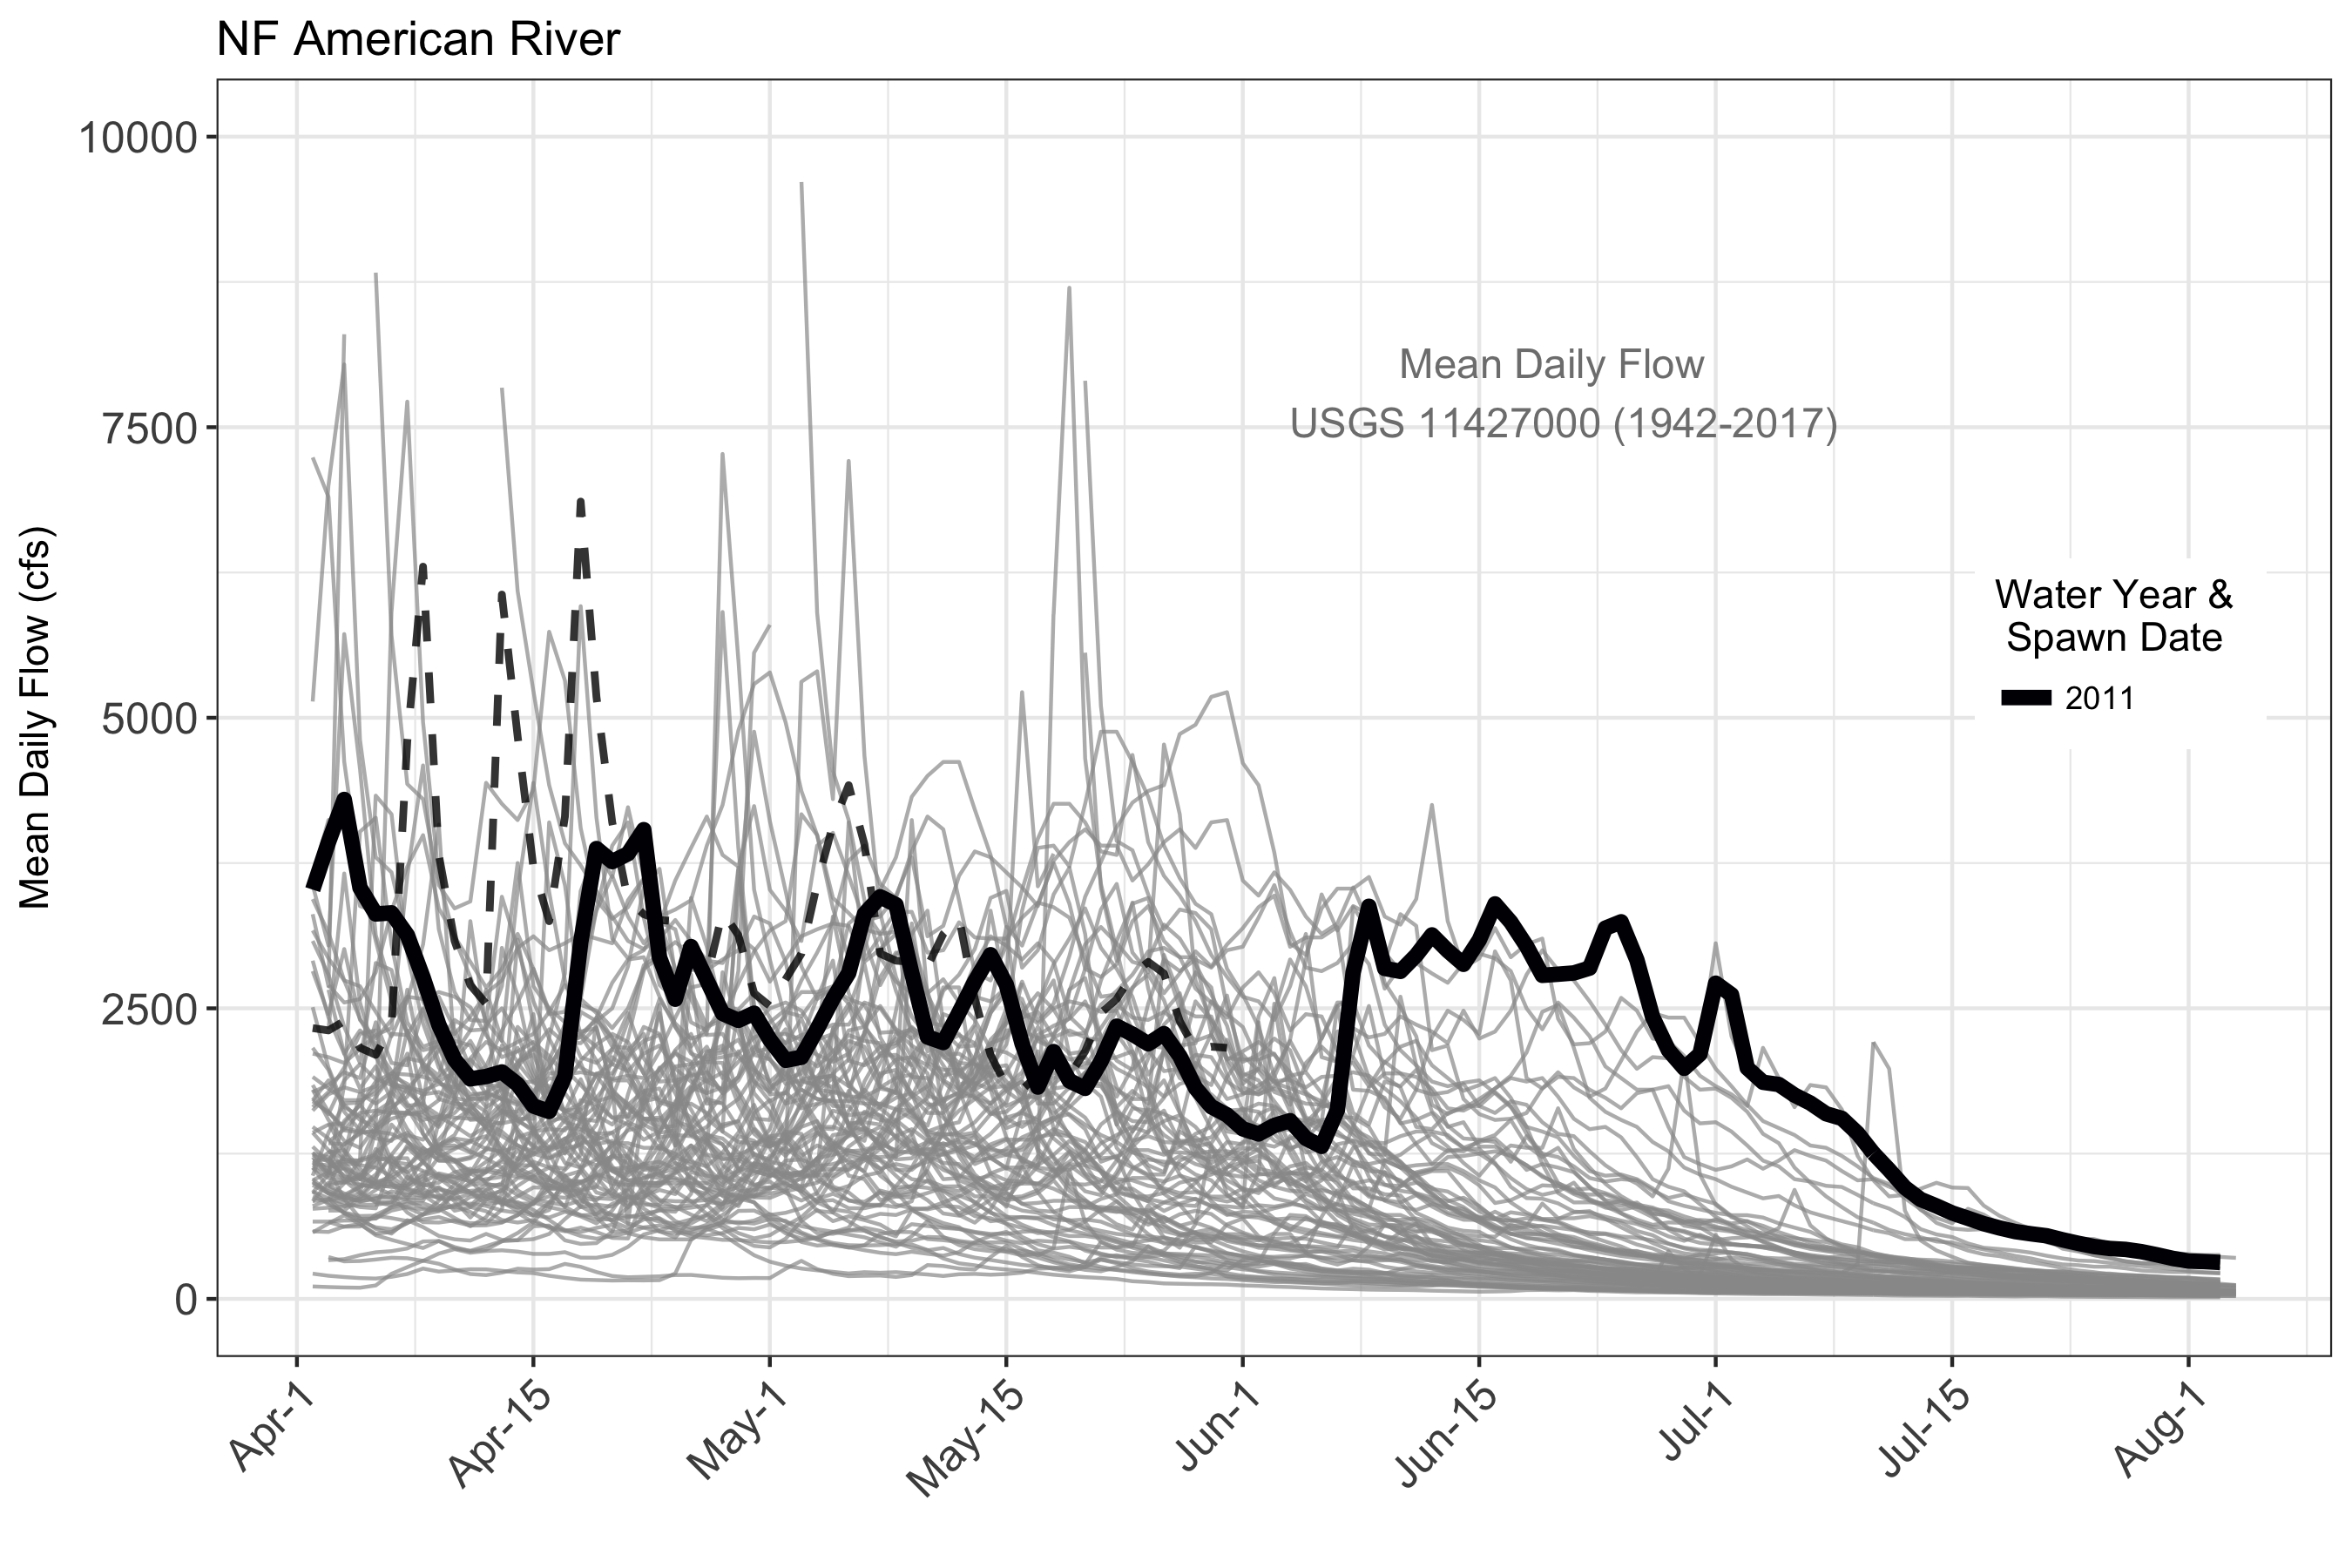 NF American River
10000
7500
5000
2500
0
Mean Daily Flow (cfs)
Mean Daily Flow
USGS 11427000 (1942-2017)
Water Year &
Spawn Date
2011
Apr-1
Apr-15
May-1
May-15
Jun-1
Jun-15
Jul-1
Jul-15
Aug-1